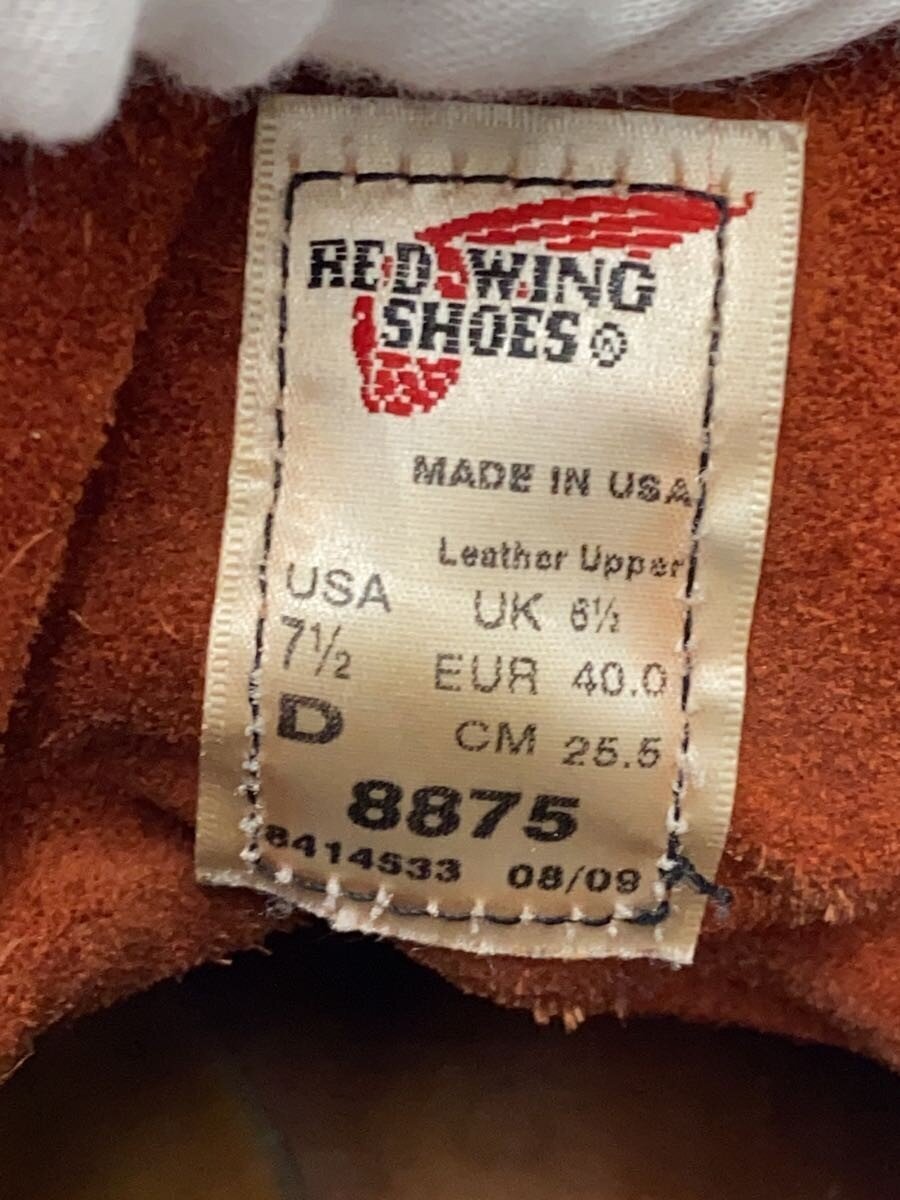 RED WING
SHOES®
MADE IN USA
Leather Upper
USA UK 6½
7½ EUR 40.0
D CM 25.5
8875
8414533 08/09